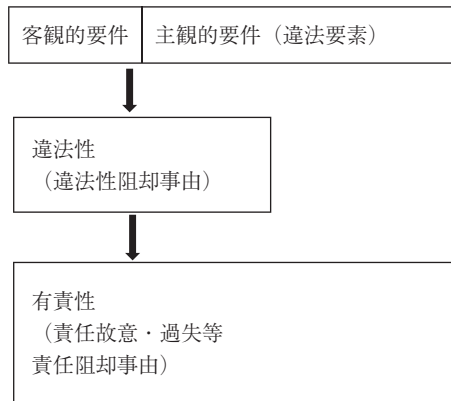 客観的要件 主観的要件（違法要素）
違法性
（違法性阻却事由）
有責性
（責任故意・過失等
責任阻却事由）